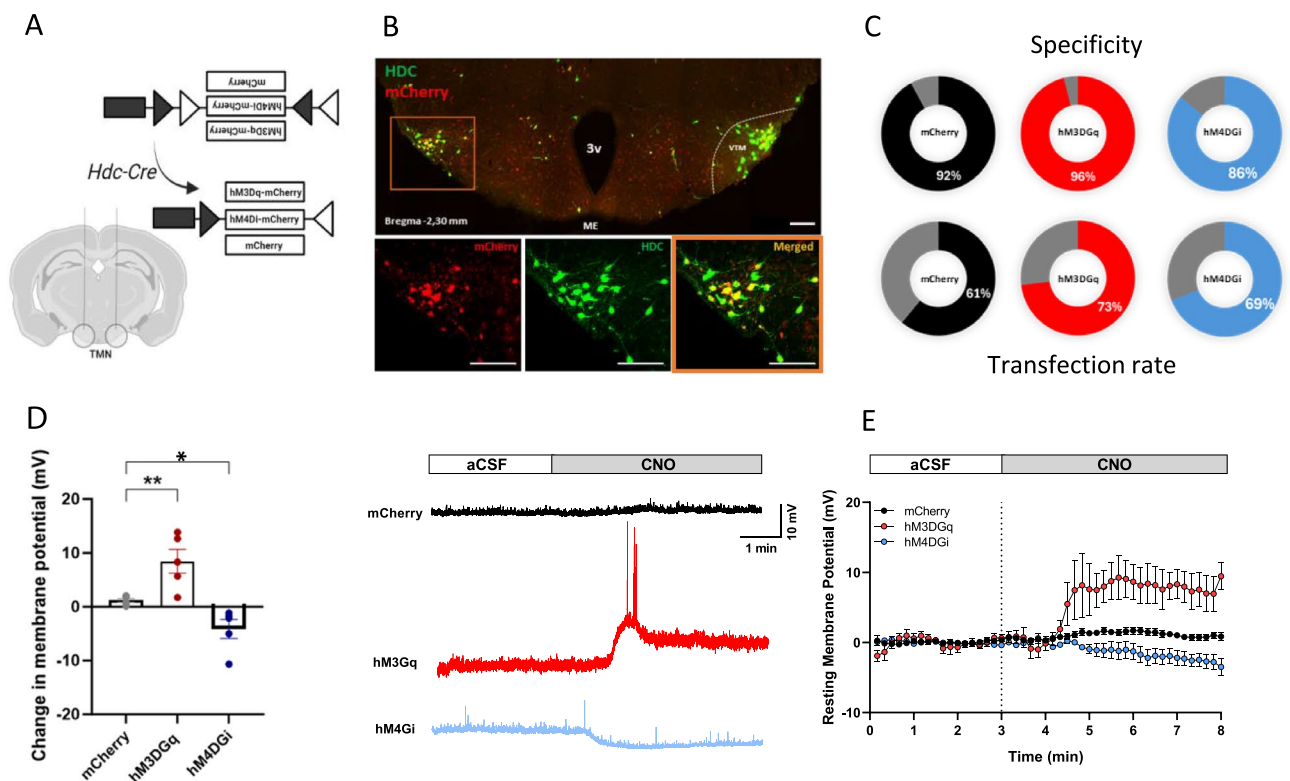 A
mCherry
hM4Di-mCherry
hM3Dq-mCherry
Hdc-Cre
hM3Dq-mCherry
hM4Di-mCherry
mCherry
TMN
B
HDC
mCherry
3v
VTM
Bregma -2,30 mm
ME
mCherry
HDC
Merged
C
Specificity
mCherry
92%
hM3DGq
96%
hM4DGi
86%
mCherry
61%
hM3DGq
73%
hM4DGi
69%
Transfection rate
D
Change in membrane potential (mV)
20
10
0
-10
-20
*
**
mCherry
hM3DGq
hM4DGi
aCSF CNO
mCherry
10 mV
1 min
hM3Gq
hM4Gi
E
aCSF CNO
Resting Membrane Potential (mV)
20
10
0
-10
mCherry
hM3DGq
hM4DGi
0 1 2 3 4 5 6 7 8
Time (min)